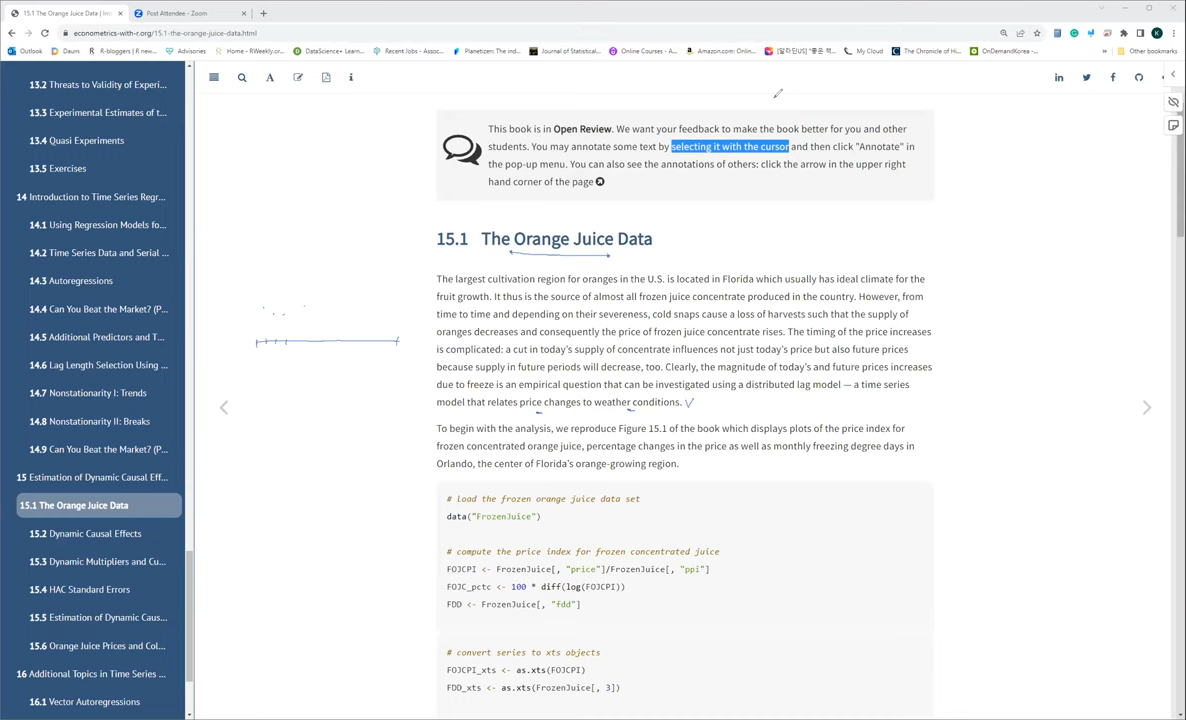 15.1 The Orange Juice Data | Int
Post Attendee - Zoom
econometrics-with-r.org/15.1-the-orange-juice-data.html
Outlook
Daum
R-bloggers | R new...
Advisories
Home - RWeekly.or...
DataScience+ Learn...
Recent Jobs - Assoc...
Planetizen: The ind...
Journal of Statistical...
Online Courses - A...
Amazon.com: Onlin...
My Cloud
The Chronicle of Hi...
OnDemandKorea -...
Other bookmarks
13.2 Threats to Validity of Experi...
13.3 Experimental Estimates of t...
13.4 Quasi Experiments
13.5 Exercises
14 Introduction to Time Series Regr...
14.1 Using Regression Models fo...
14.2 Time Series Data and Serial ...
14.3 Autoregressions
14.4 Can You Beat the Market? (P...
14.5 Additional Predictors and T...
14.6 Lag Length Selection Using ...
14.7 Nonstationarity I: Trends
14.8 Nonstationarity II: Breaks
14.9 Can You Beat the Market? (P...
15 Estimation of Dynamic Causal Eff...
15.1 The Orange Juice Data
15.2 Dynamic Causal Effects
15.3 Dynamic Multipliers and Cu...
15.4 HAC Standard Errors
15.5 Estimation of Dynamic Caus...
15.6 Orange Juice Prices and Col...
16 Additional Topics in Time Series ...
16.1 Vector Autoregressions
This book is in Open Review. We want your feedback to make the book better for you and other
students. You may annotate some text by selecting it with the cursor and then click "Annotate" in
the pop-up menu. You can also see the annotations of others: click the arrow in the upper right
hand corner of the page
15.1 The Orange Juice Data
The largest cultivation region for oranges in the U.S. is located in Florida which usually has ideal climate for the
fruit growth. It thus is the source of almost all frozen juice concentrate produced in the country. However, from
time to time and depending on their severeness, cold snaps cause a loss of harvests such that the supply of
oranges decreases and consequently the price of frozen juice concentrate rises. The timing of the price increases
is complicated: a cut in today's supply of concentrate influences not just today's price but also future prices
because supply in future periods will decrease, too. Clearly, the magnitude of today's and future prices increases
due to freeze is an empirical question that can be investigated using a distributed lag model — a time series
model that relates price changes to weather conditions.
To begin with the analysis, we reproduce Figure 15.1 of the book which displays plots of the price index for
frozen concentrated orange juice, percentage changes in the price as well as monthly freezing degree days in
Orlando, the center of Florida's orange-growing region.
# load the frozen orange juice data set
data("FrozenJuice")
# compute the price index for frozen concentrated juice
FOJCPI <- FrozenJuice[, "price"]/FrozenJuice[, "ppi"]
FOJC_pctc <- 100 * diff(log(FOJCPI))
FDD <- FrozenJuice[, "fdd"]
# convert series to xts objects
FOJCPI_xts <- as.xts(FOJCPI)
FDD_xts <- as.xts(FrozenJuice[, 3])